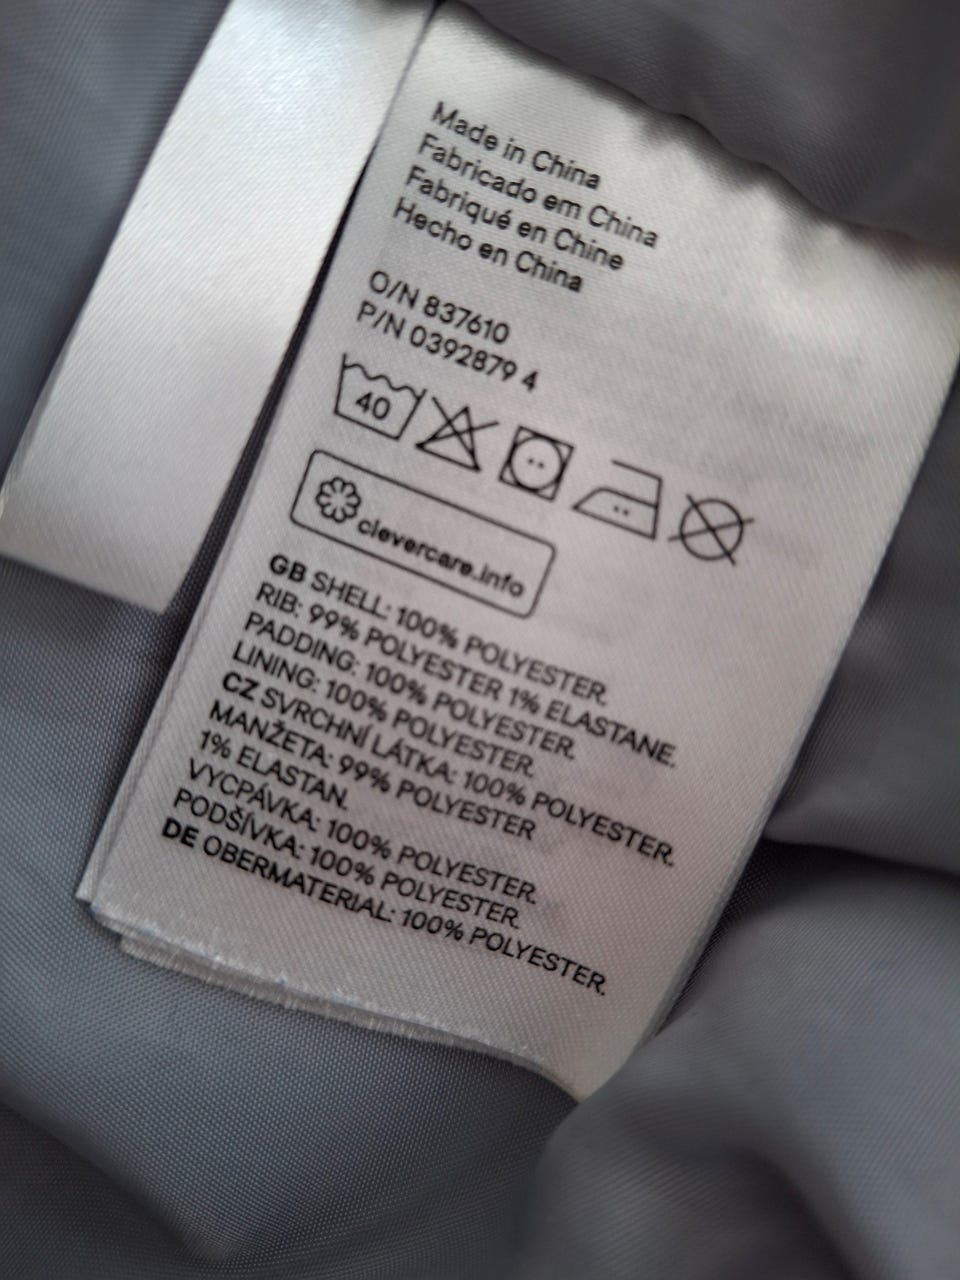 Made in China
Fabricado em China
Fabriqué en Chine
Hecho en China
O/N 837610
P/N 0392879 4
40
clevercare.info
GB SHELL: 100% POLYESTER.
RIB: 99% POLYESTER 1% ELASTANE.
PADDING: 100% POLYESTER.
LINING: 100% POLYESTER.
CZ SVRCHNÍ LÁTKA: 100% POLYESTER.
MANŽETA: 99% POLYESTER
1% ELASTAN.
VYCPÁVKA: 100% POLYESTER.
PODŠÍVKA: 100% POLYESTER.
DE OBERMATERIAL: 100% POLYESTER.